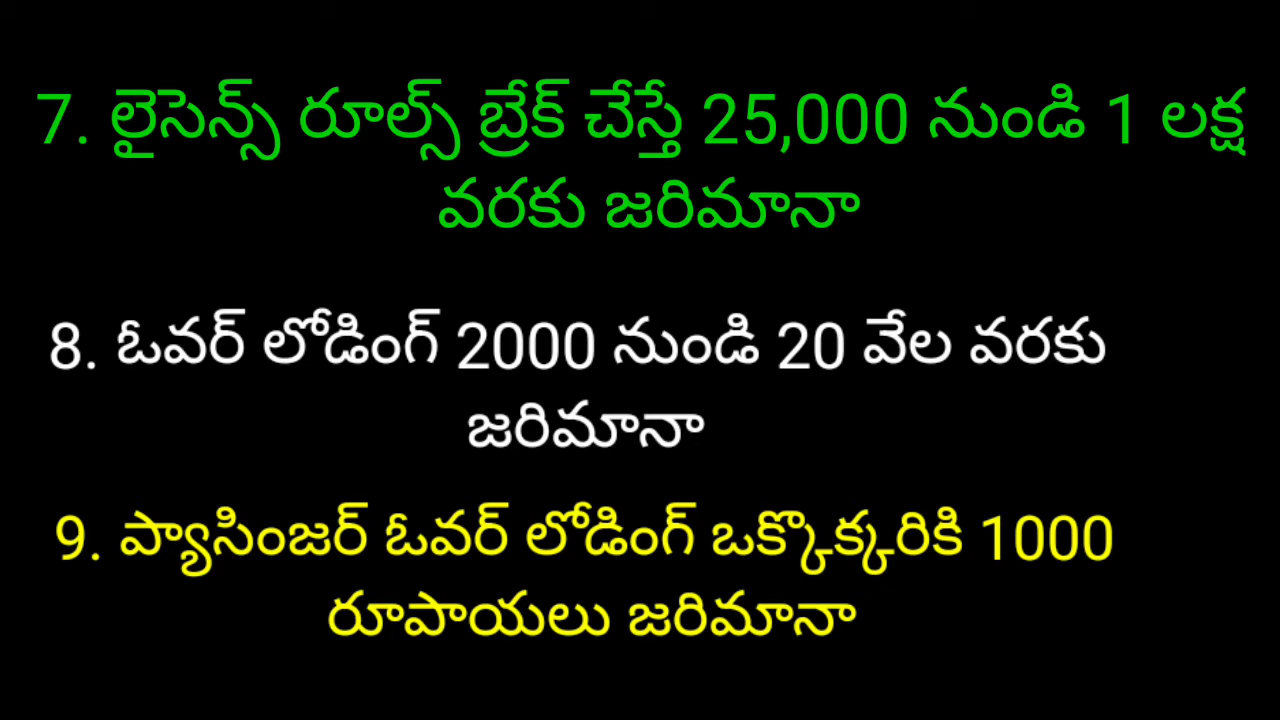 7. లైసెన్స్ రూల్స్ బ్రేక్ చేస్తే 25,000 నుండి 1 లక్ష
వరకు జరిమానా
8. ఓవర్ లోడింగ్ 2000 నుండి 20 వేల వరకు
జరిమానా
9. ప్యాసింజర్ ఓవర్ లోడింగ్ ఒక్కొక్కరికి 1000
రూపాయలు జరిమానా